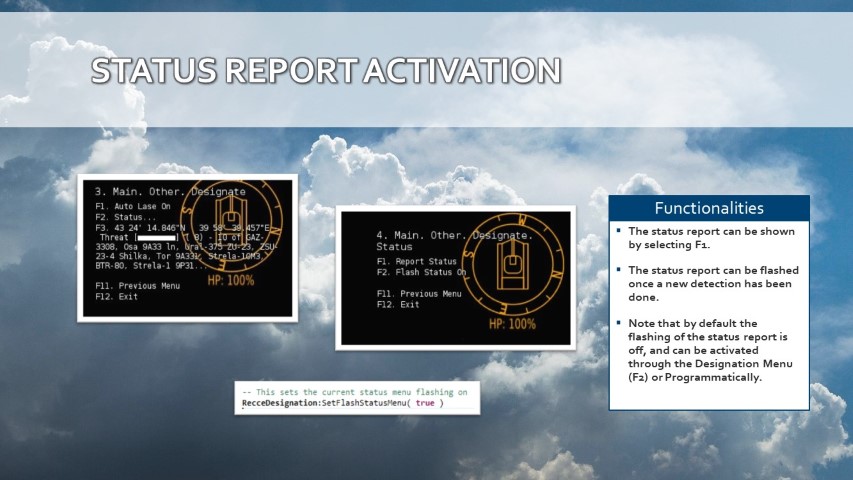 STATUS REPORT ACTIVATION
3. Main. Other. Designate
F1. Auto Lase On
F2. Status...
F3. 43 24' 14.846"N 39 58' 39.457"E
Threat [ ] ( 8) - 10 of GAZ-
3308, Osa 9A33 ln, Ural-375 ZU-23, ZSU-
23-4 Shilka, Tor 9A331, Strela-10M3,
BTR-80, Strela-1 9P31...
F11. Previous Menu
F12. Exit
HP: 100%
S
W
N
E
4. Main. Other. Designate.
Status
F1. Report Status
F2. Flash Status On
F11. Previous Menu
F12. Exit
HP: 100%
-- This sets the current status menu flashing on
RecceDesignation:SetFlashStatusMenu( true )
Functionalities
The status report can be shown
by selecting F1.
The status report can be flashed
once a new detection has been
done.
Note that by default the
flashing of the status report is
off, and can be activated
through the Designation Menu
(F2) or Programmatically.